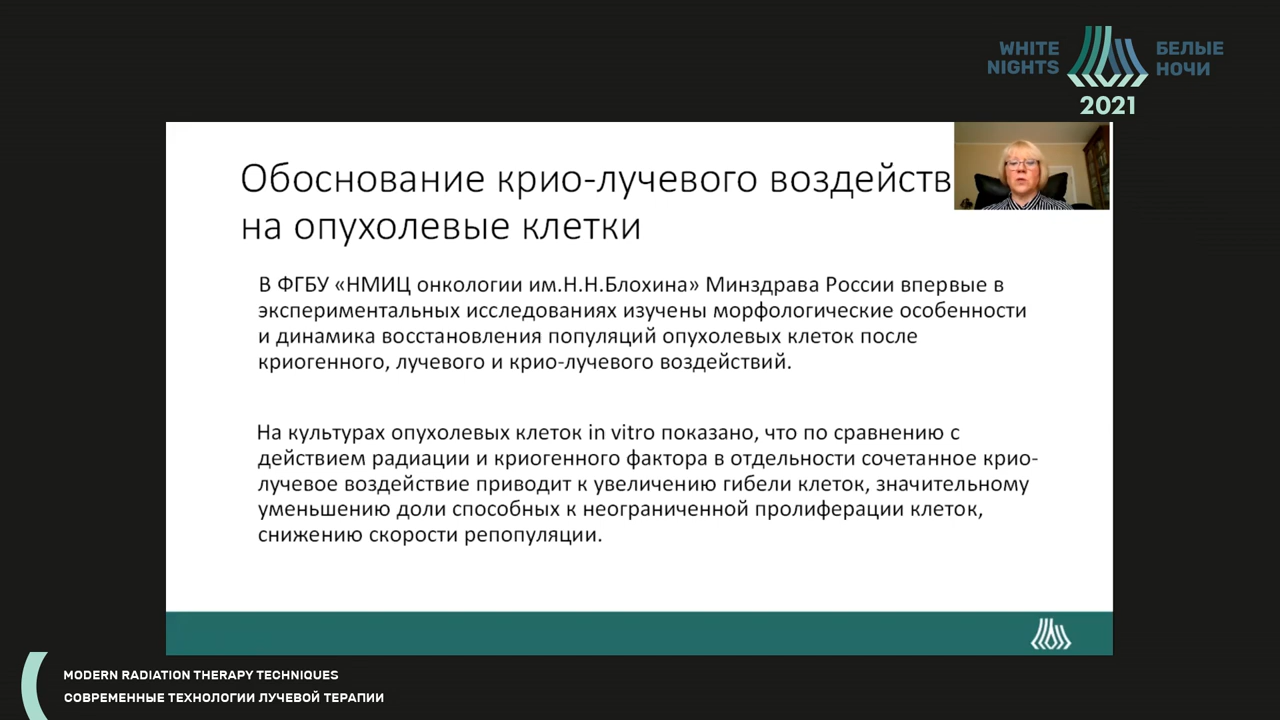 WHITE
NIGHTS
БЕЛЫЕ
НОЧИ
2021
Обоснование крио-лучевого воздейств
на опухолевые клетки
В ФГБУ «НМИЦ онкологии им.Н.Н.Блохина» Минздрава России впервые в
экспериментальных исследованиях изучены морфологические особенности
и динамика восстановления популяций опухолевых клеток после
криогенного, лучевого и крио-лучевого воздействий.
На культурах опухолевых клеток in vitro показано, что по сравнению с
действием радиации и криогенного фактора в отдельности сочетанное крио-
лучевое воздействие приводит к увеличению гибели клеток, значительному
уменьшению доли способных к неограниченной пролиферации клеток,
снижению скорости репопуляции.
MODERN RADIATION THERAPY TECHNIQUES
СОВРЕМЕННЫЕ ТЕХНОЛОГИИ ЛУЧЕВОЙ ТЕРАПИИ